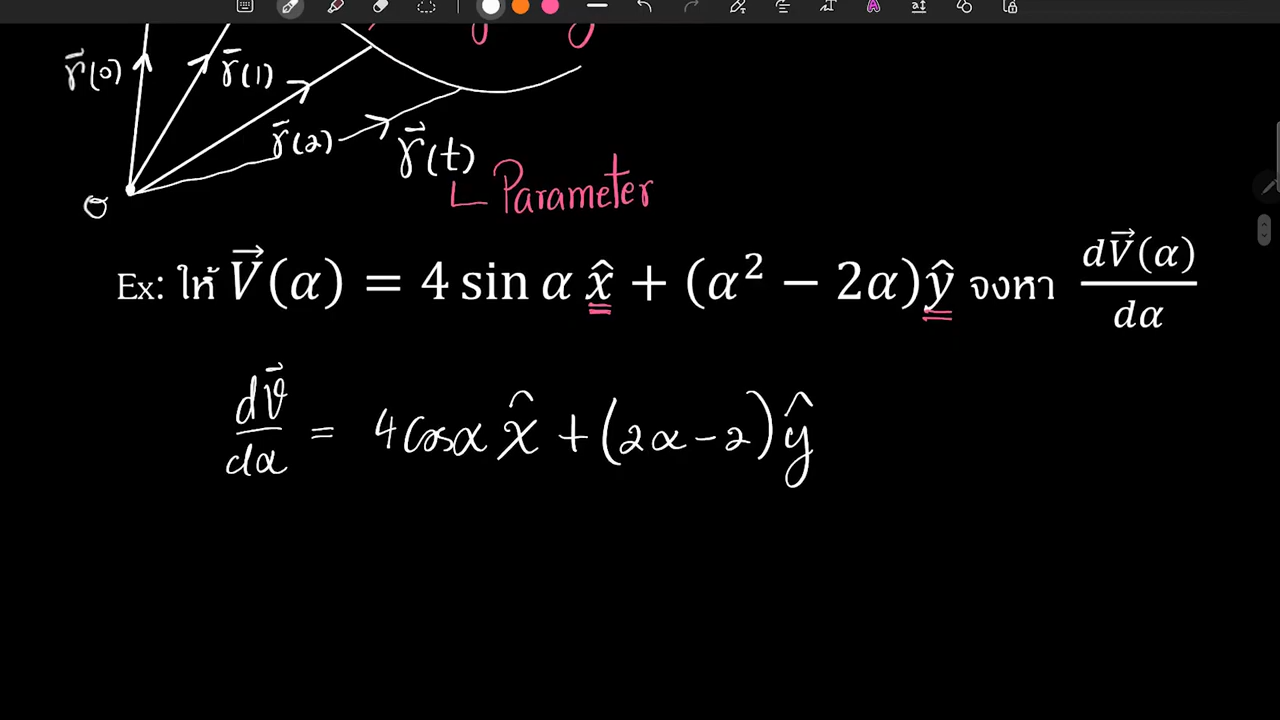 r⃗(0) r⃗(1)
r⃗(2) r⃗(t)
Parameter
O
Ex: ให้ V⃗(α) = 4 sin α x̂ + (α² − 2α)ŷ จงหา dV⃗(α)/dα
dV⃗/dα = 4cosα x̂ + (2α−2)ŷ